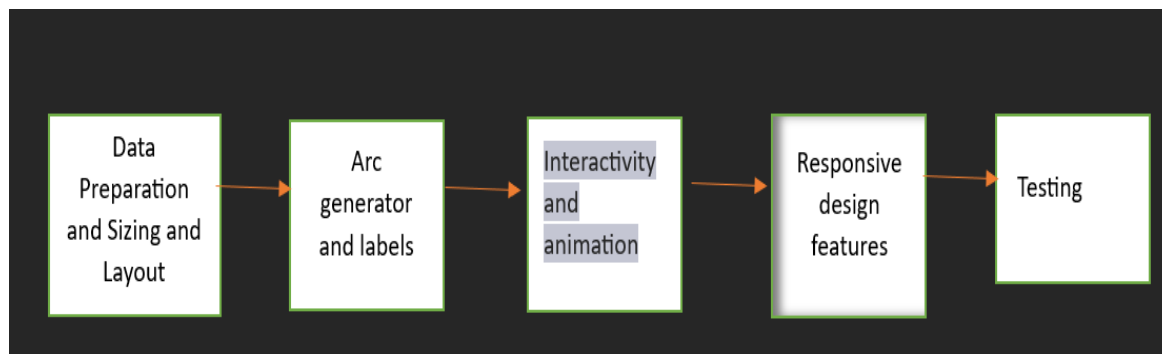 Data
Preparation
and Sizing and
Layout
Arc
generator
and labels
Interactivity
and
animation
Responsive
design
features
Testing